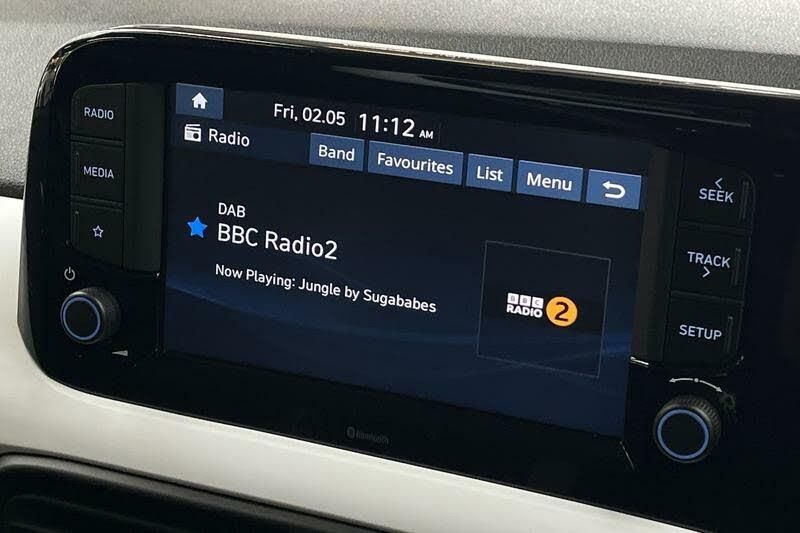 RADIO
MEDIA
Fri, 02.05 11:12 AM
Radio
Band Favourites List Menu
DAB
BBC Radio2
Now Playing: Jungle by Sugababes
BBC
RADIO 2
SEEK
TRACK
SETUP
Bluetooth